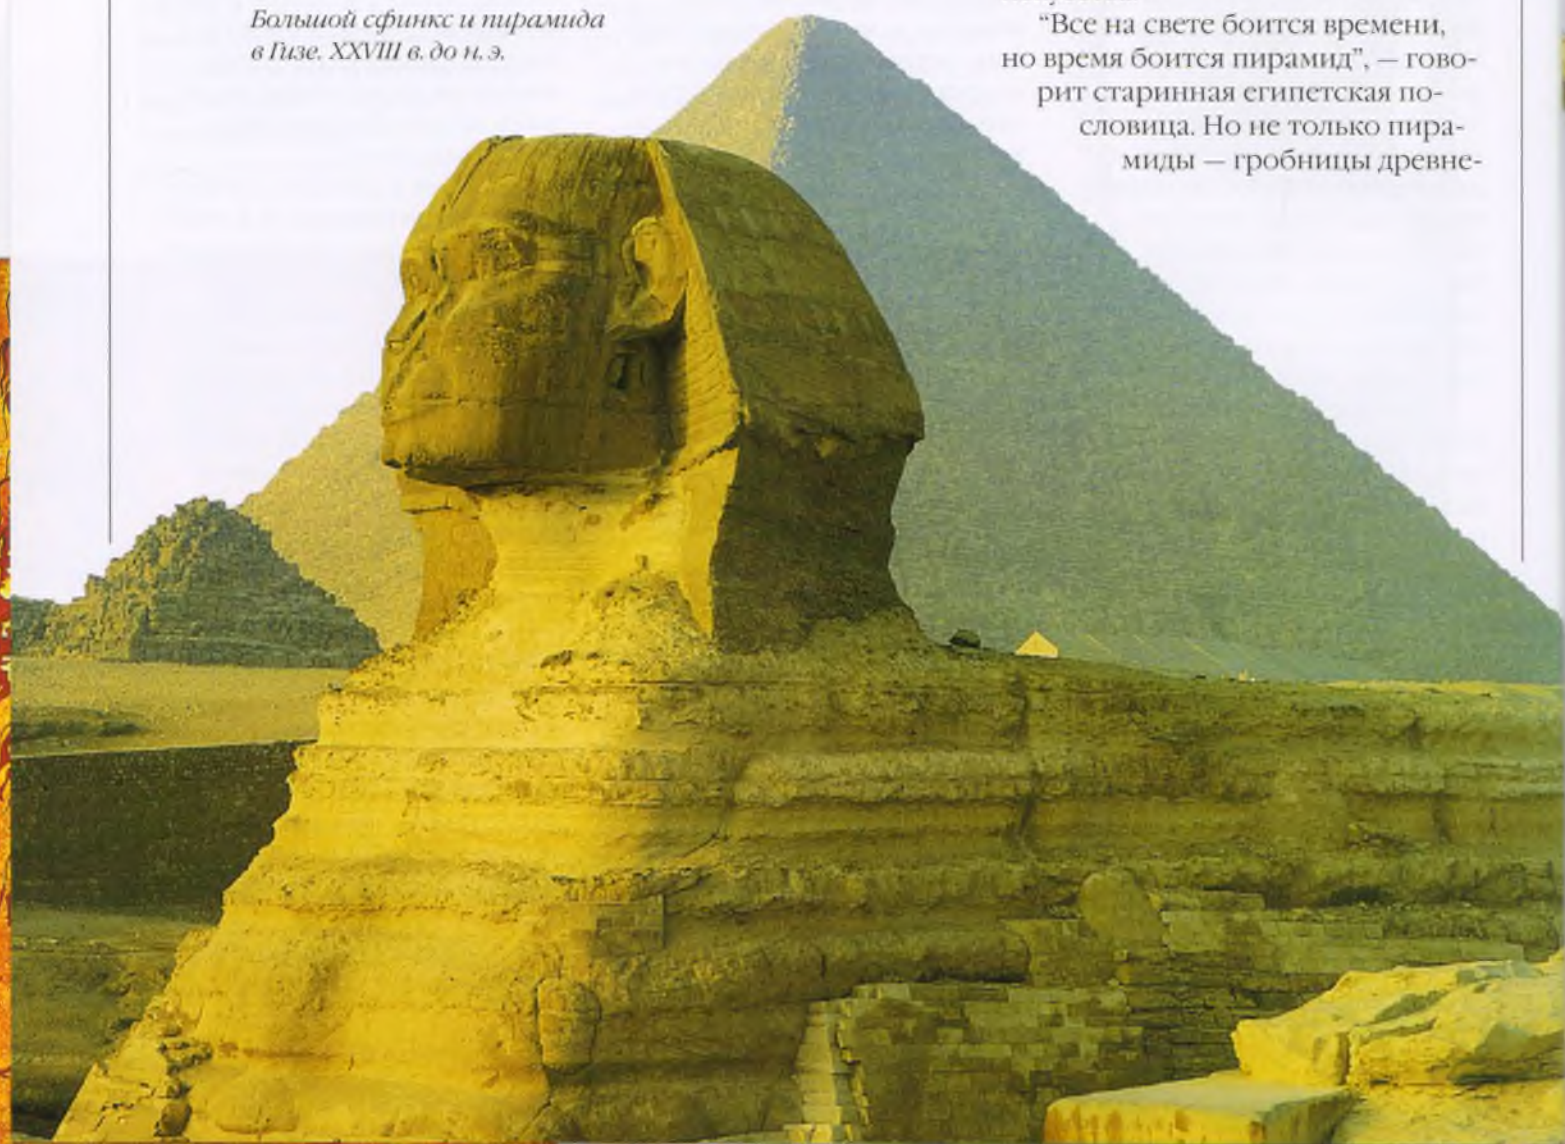 Большой сфинкс и пирамида
в Гизе. XXVIII в. до н. э.
“Все на свете боится времени,
но время боится пирамид”, — гово-
рит старинная египетская по-
словица. Но не только пира-
миды — гробницы древне-